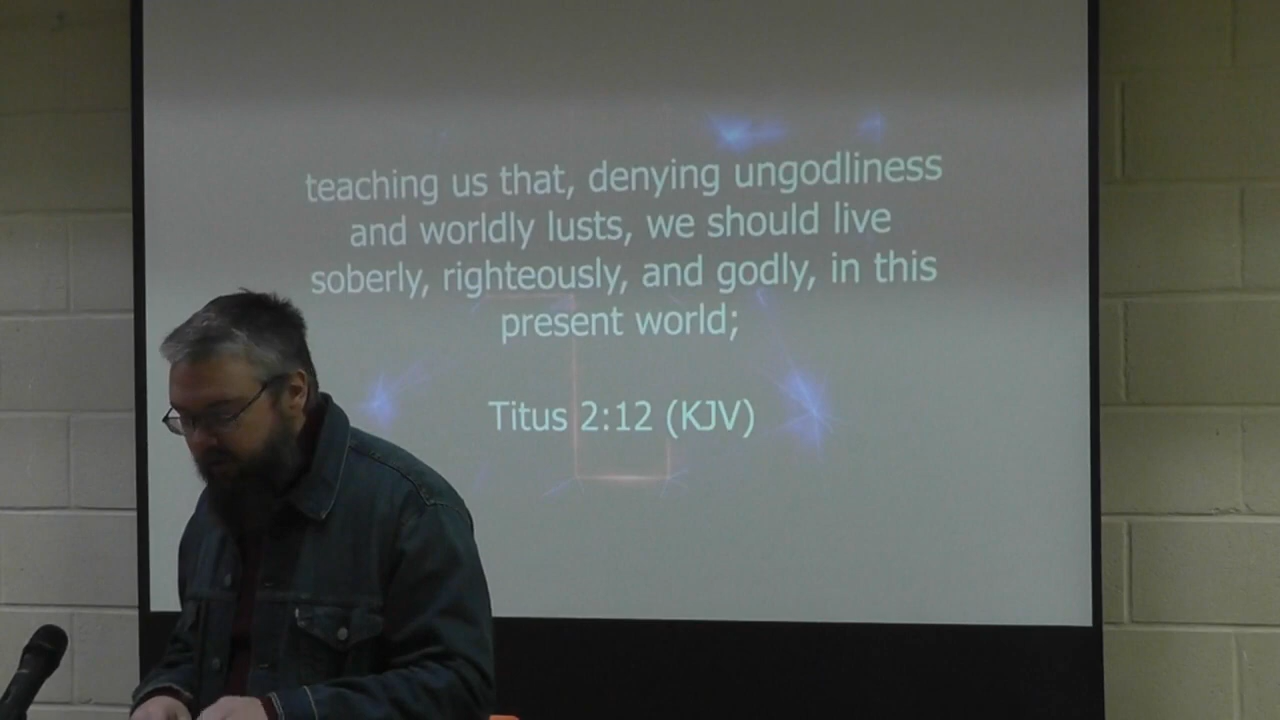 teaching us that, denying ungodliness
and worldly lusts, we should live
soberly, righteously, and godly, in this
present world;
Titus 2:12 (KJV)